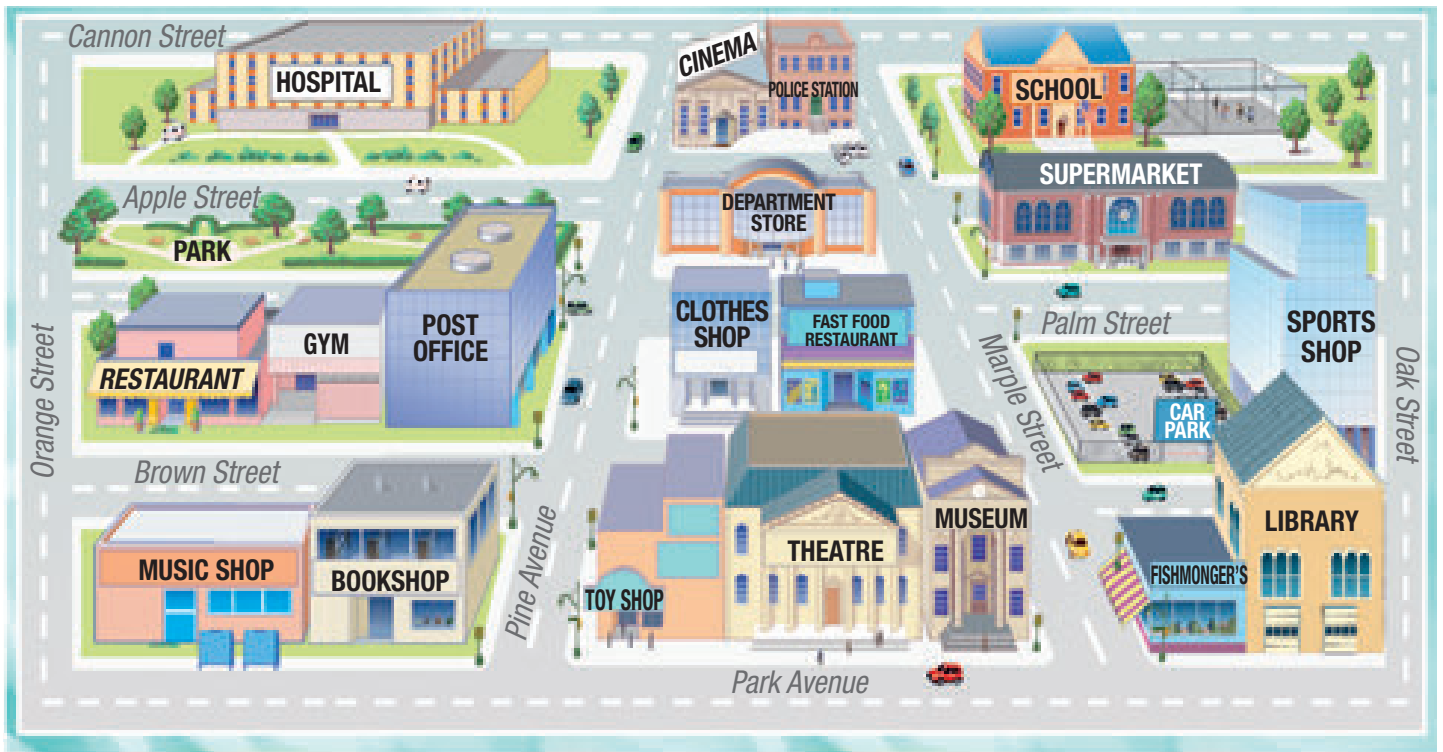 Cannon Street
HOSPITAL
CINEMA
POLICE STATION
SCHOOL
Apple Street
PARK
DEPARTMENT
STORE
SUPERMARKET
RESTAURANT
GYM
POST
OFFICE
CLOTHES
SHOP
FAST FOOD
RESTAURANT
Palm Street
SPORTS
SHOP
Orange Street
Marple Street
CAR
PARK
Oak Street
Brown Street
MUSIC SHOP
BOOKSHOP
Pine Avenue
TOY SHOP
THEATRE
MUSEUM
FISHMONGER'S
LIBRARY
Park Avenue